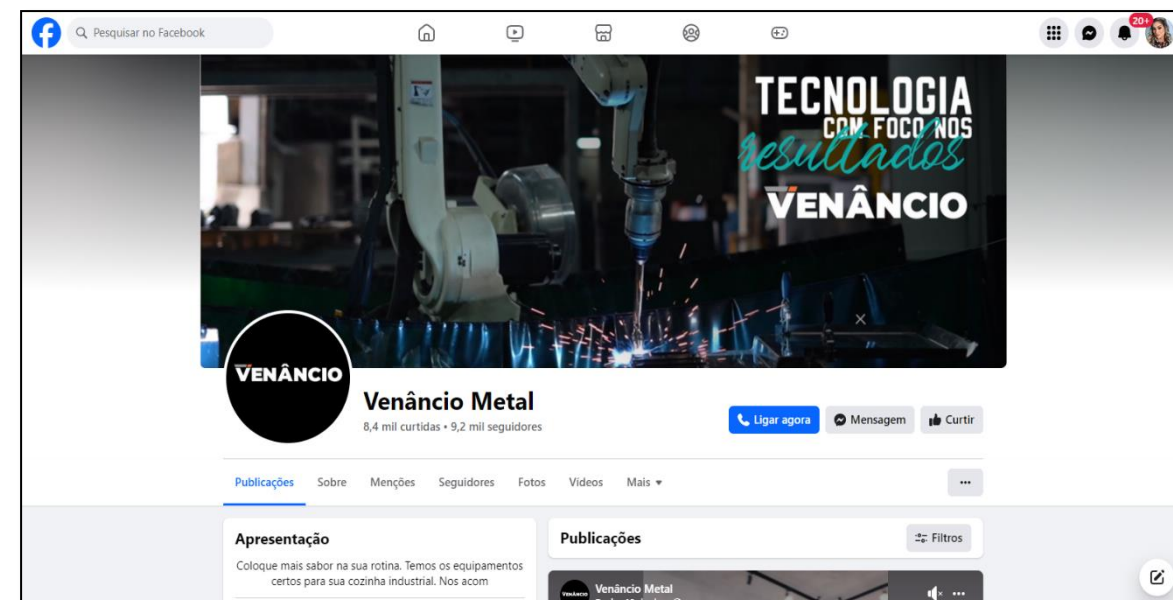 Pesquisar no Facebook
20+
TECNOLOGIA
COM FOCO NOS
resultados
VENÂNCIO
VENÂNCIO
Venâncio Metal
8,4 mil curtidas • 9,2 mil seguidores
Ligar agora
Mensagem
Curtir
Publicações Sobre Menções Seguidores Fotos Vídeos Mais
Apresentação
Coloque mais sabor na sua rotina. Temos os equipamentos
certos para sua cozinha industrial. Nos acom
Publicações
Filtros
VENÂNCIO
Venâncio Metal